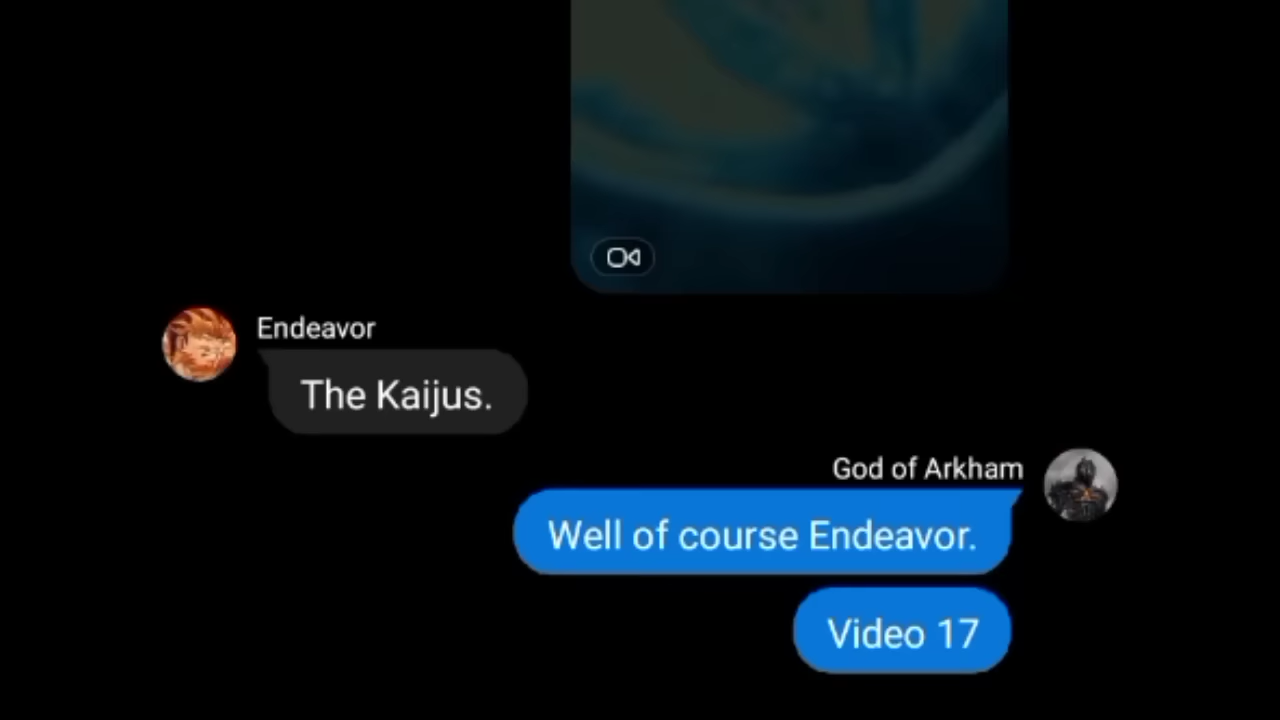 Endeavor
The Kaijus.
God of Arkham
Well of course Endeavor.
Video 17